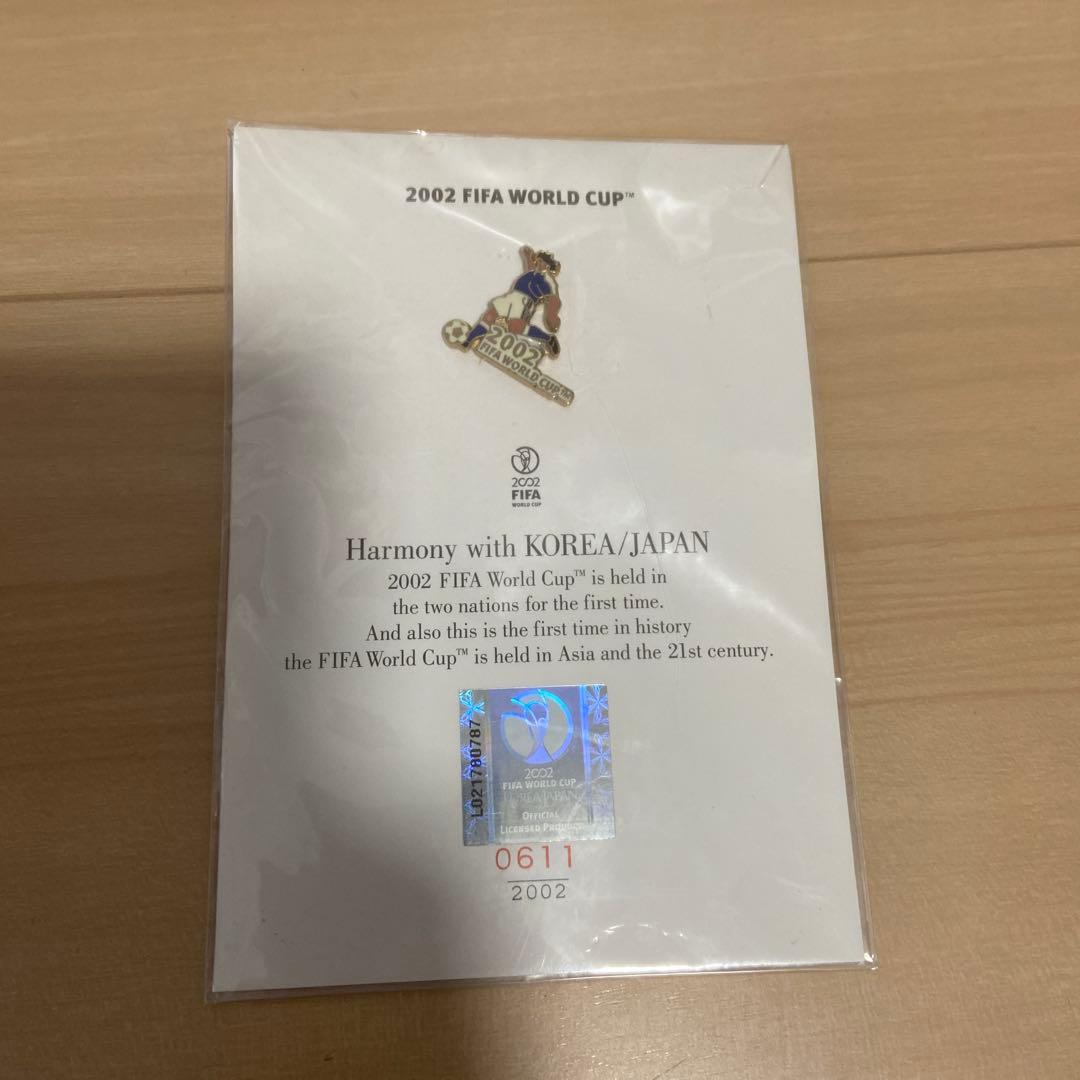 2002 FIFA WORLD CUP™
2002
FIFA WORLD CUP™
2002
FIFA
WORLD CUP
Harmony with KOREA/JAPAN
2002 FIFA World Cup™ is held in
the two nations for the first time.
And also this is the first time in history
the FIFA World Cup™ is held in Asia and the 21st century.
L021780787
2002
FIFA WORLD CUP
KOREA JAPAN
OFFICIAL
LICENSED PRODUCT
0611
2002